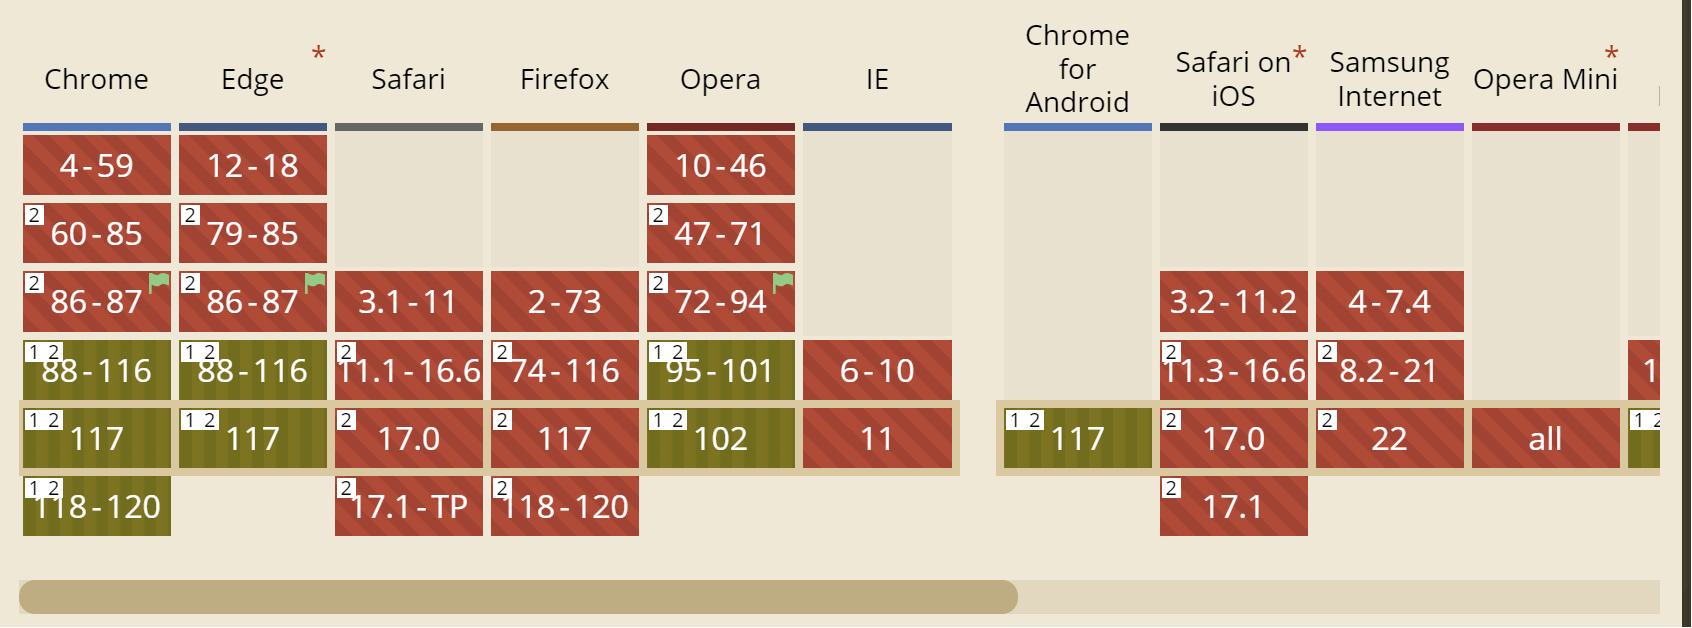 Chrome
Edge *
Safari
Firefox
Opera
IE
Chrome
for
Android
Safari on*
iOS
Samsung
Internet
Opera Mini *
4-59
12-18
10-46
2 60-85
2 79-85
2 47-71
2 86-87
2 86-87
3.1-11
2-73
2 72-94
3.2-11.2
4-7.4
1 2 88-116
1 2 88-116
2 11.1-16.6
2 74-116
1 2 95-101
6-10
2 11.3-16.6
2 8.2-21
1
1 2 117
1 2 117
2 17.0
2 117
1 2 102
11
1 2 117
2 17.0
2 22
all
1 2
1 2 118-120
2 17.1-TP
2 118-120
2 17.1